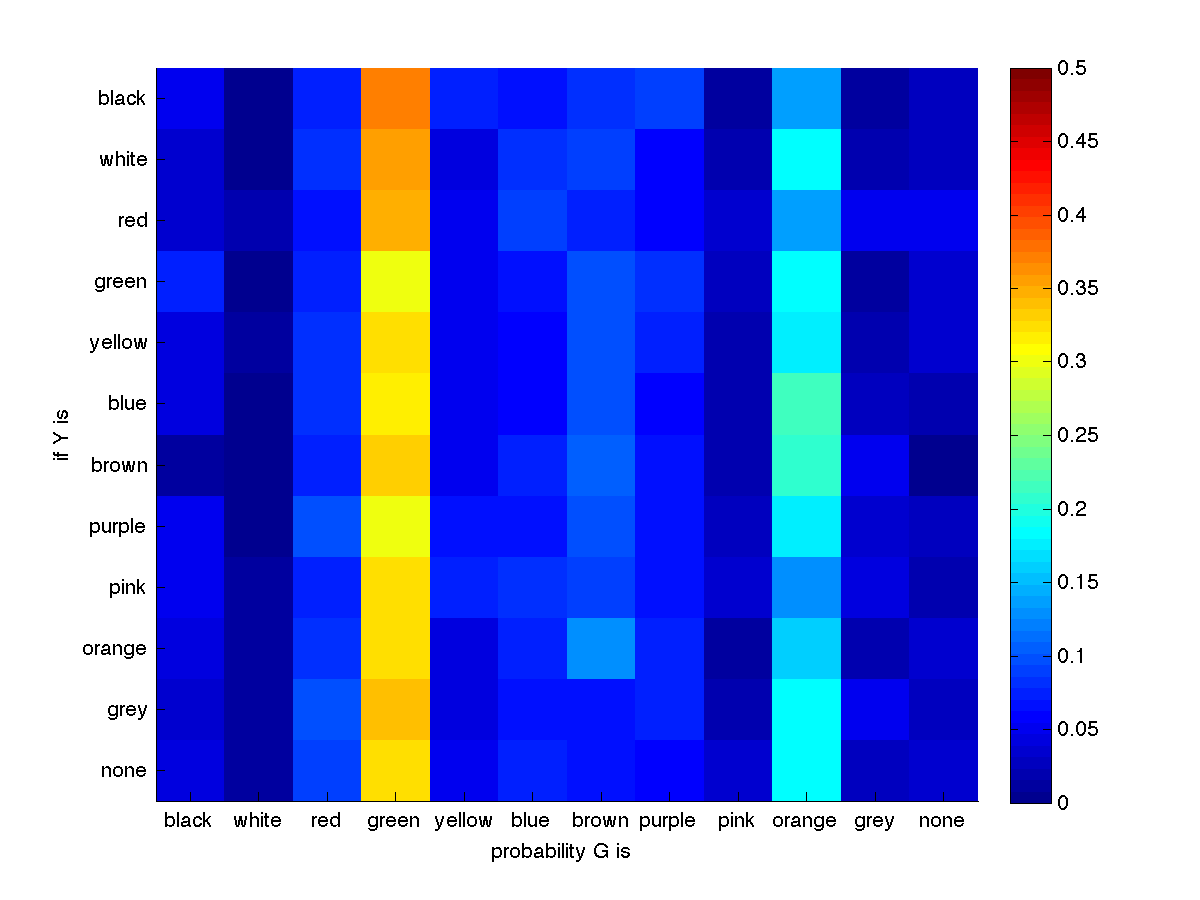 black
white
red
green
yellow
blue
brown
purple
pink
orange
grey
none
if Y is
black white red green yellow blue brown purple pink orange grey none
probability G is
0.5
0.45
0.4
0.35
0.3
0.25
0.2
0.15
0.1
0.05
0